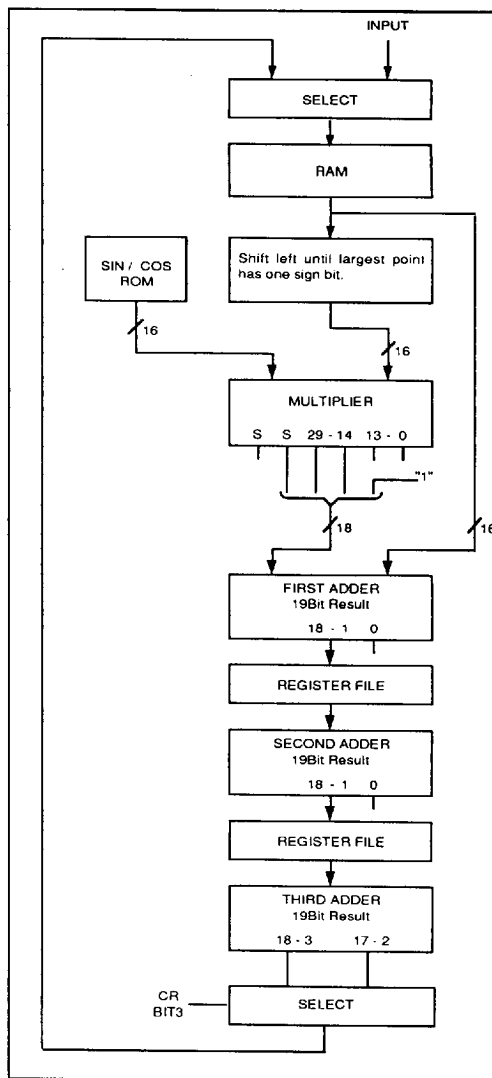 INPUT
SELECT
RAM
SIN / COS
ROM
Shift left until largest point
has one sign bit.
16
16
MULTIPLIER
S S 29 - 14 13 - 0
"1"
18
16
FIRST ADDER
19Bit Result
18 - 1 0
REGISTER FILE
SECOND ADDER
19Bit Result
18 - 1 0
REGISTER FILE
THIRD ADDER
19Bit Result
18 - 3 17 - 2
CR
BIT3
SELECT